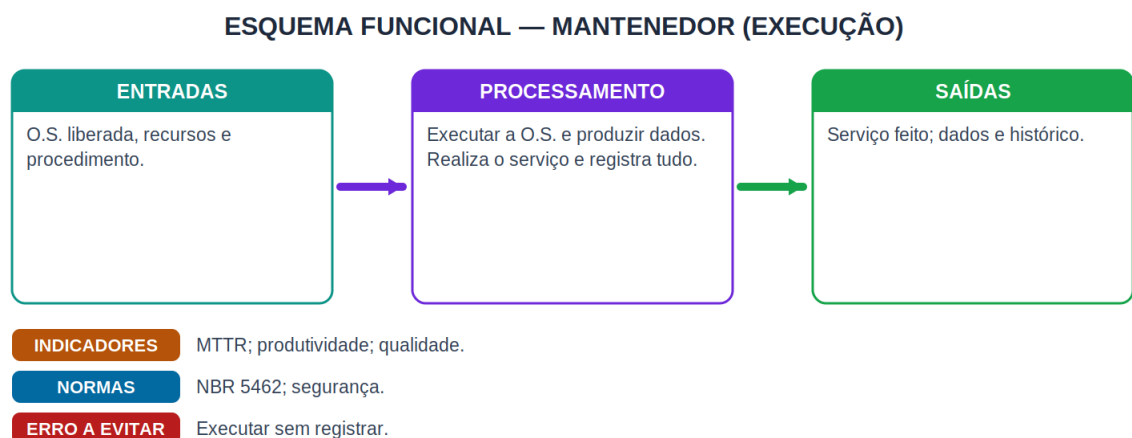 ESQUEMA FUNCIONAL — MANTENEDOR (EXECUÇÃO)
ENTRADAS
O.S. liberada, recursos e
procedimento.
PROCESSAMENTO
Executar a O.S. e produzir dados.
Realiza o serviço e registra tudo.
SAÍDAS
Serviço feito; dados e histórico.
INDICADORES
MTTR; produtividade; qualidade.
NORMAS
NBR 5462; segurança.
ERRO A EVITAR
Executar sem registrar.